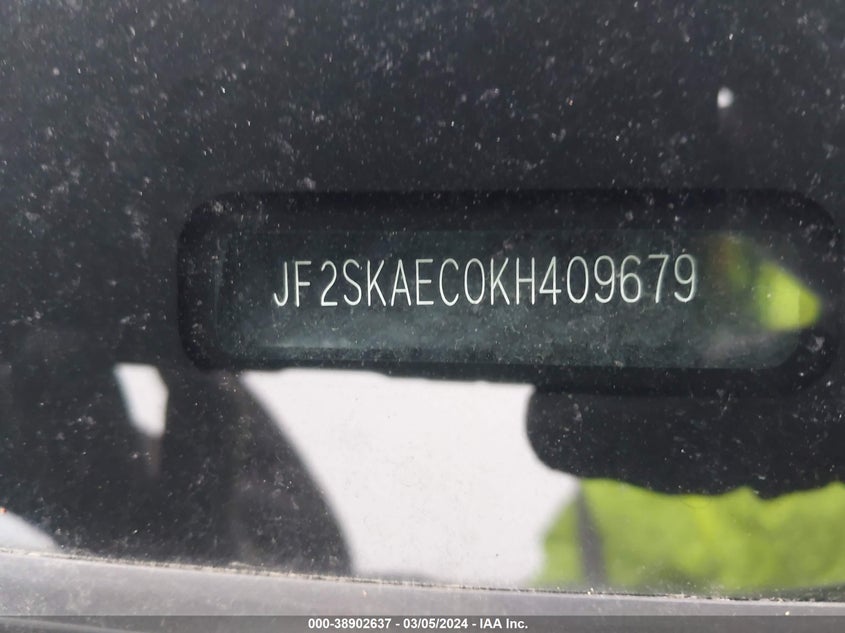 JF2SKAEC0KH409679
000-38902637 - 03/05/2024 - IAA Inc.